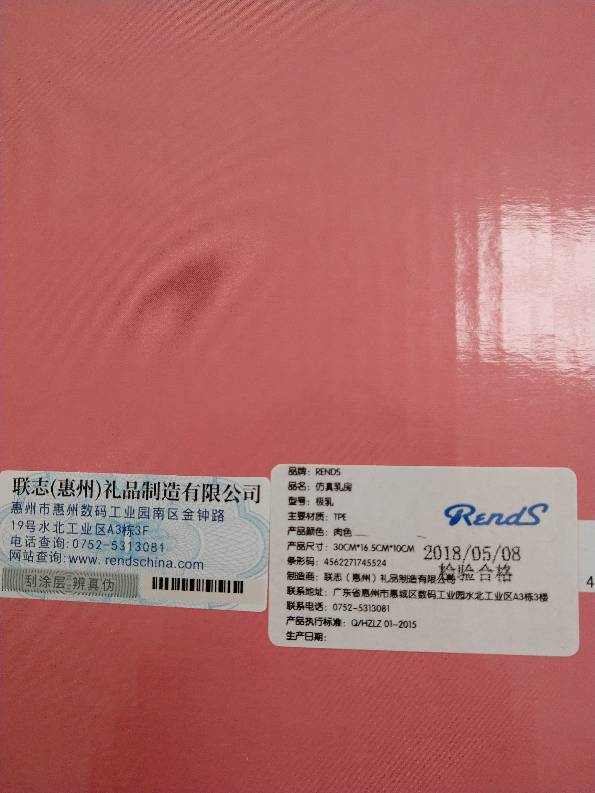 联志(惠州)礼品制造有限公司
惠州市惠州数码工业园南区金钟路
19号水北工业区A3栋3F
电话查询:0752-5313081
网站查询:www.rendschina.com
刮涂层 辨真伪
品牌：RENDS
品名：仿真乳房
型号：极乳
主要材质：TPE
产品颜色：肉色
产品尺寸：30CM*16.5CM*10CM
条形码：4562271745524
制造商：联志（惠州）礼品制造有限公司
联系地址：广东省惠州市惠城区数码工业园水北工业区A3栋3楼
联系电话：0752-5313081
产品执行标准：Q/HZLZ 01-2015
生产日期：
RENDS
2018/05/08
检验合格
4